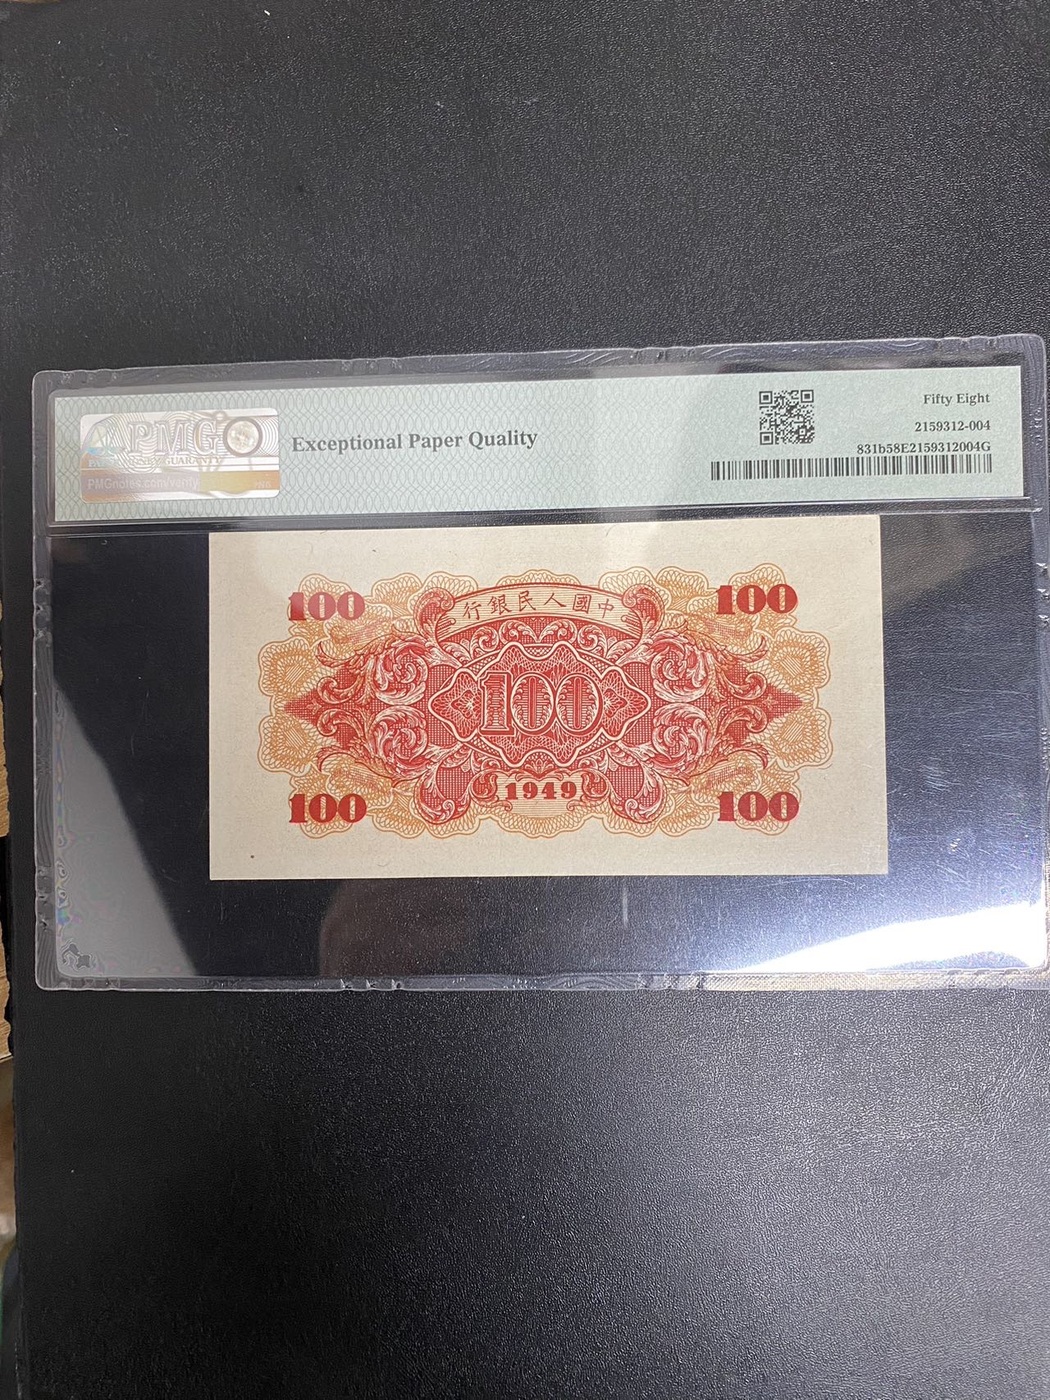 PMG
PMGnotes.com/verify
Exceptional Paper Quality
Fifty Eight
2159312-004
831b58E2159312004G
100
行銀民人國中
100
100
100
1949
100